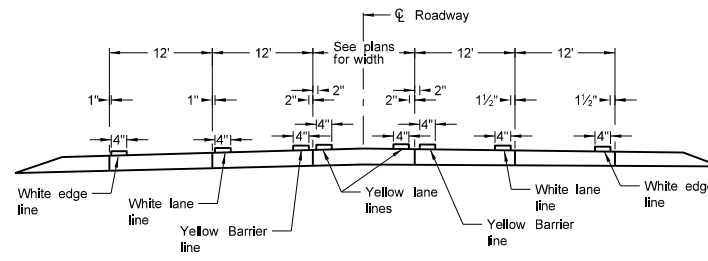 ℄ Roadway
12' 12' See plans 12' 12'
for width
2" 2"
1" 1" 2" 2" 1½" 1½"
4" 4"
4" 4" 4" 4" 4" 4"
White edge
line
White lane
line
Yellow Barrier
line
Yellow lane
lines
Yellow Barrier
line
White lane
line
White edge
line